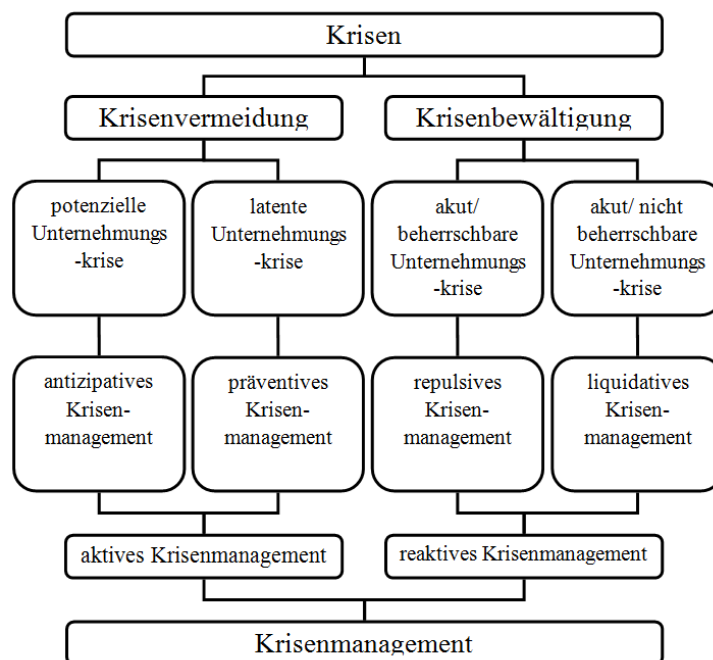 Krisen
Krisenvermeidung
Krisenbewältigung
potenzielle
Unternehmungs
-krise
latente
Unternehmungs
-krise
akut/
beherrschbare
Unternehmungs
-krise
akut/ nicht
beherrschbare
Unternehmungs
-krise
antizipatives
Krisen-
management
präventives
Krisen-
management
repulsives
Krisen-
management
liquidatives
Krisen-
management
aktives Krisenmanagement
reaktives Krisenmanagement
Krisenmanagement